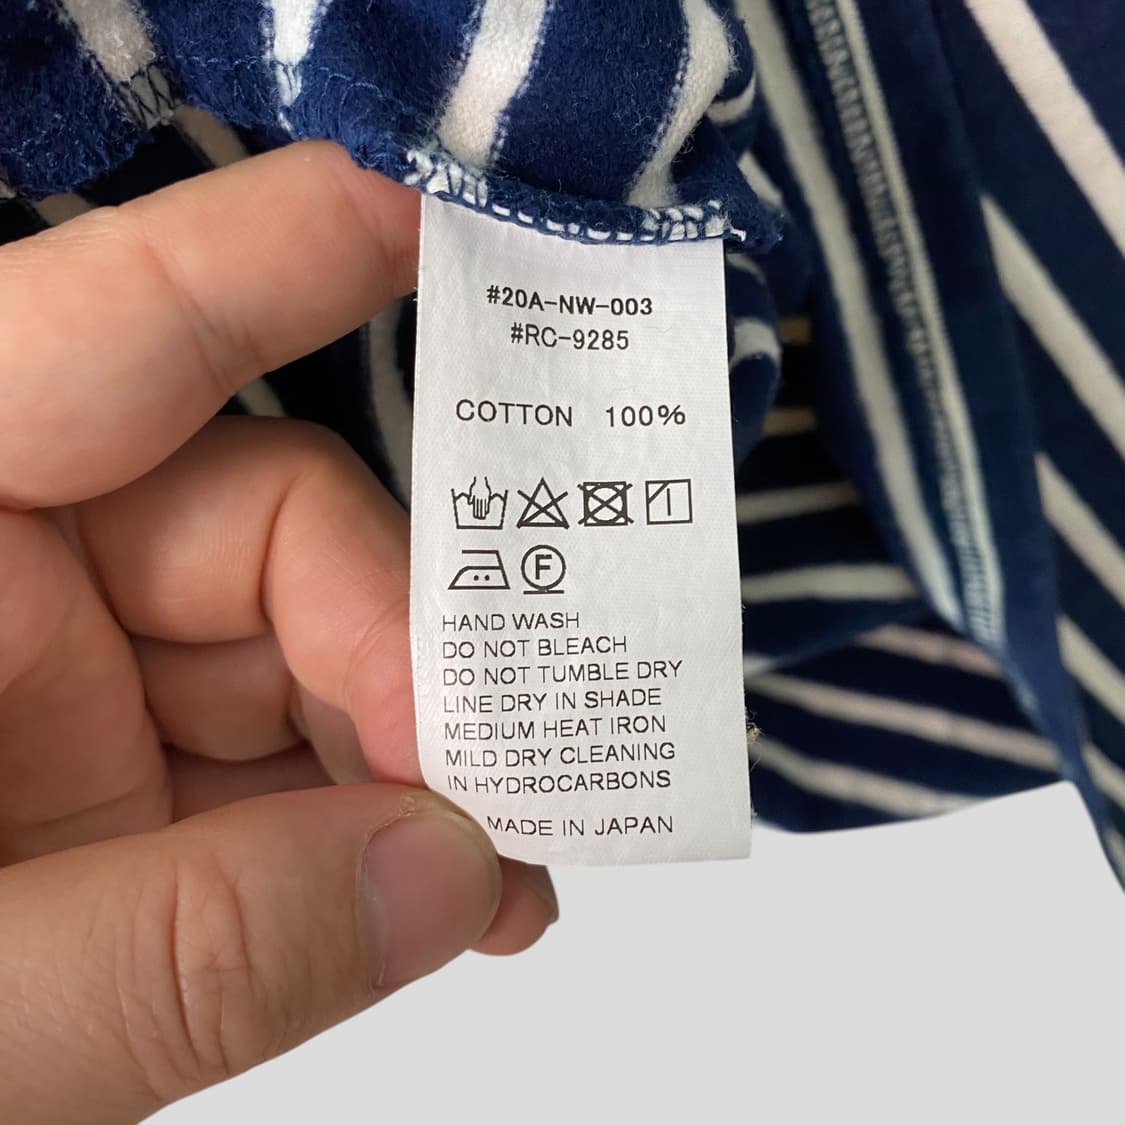 #20A-NW-003
#RC-9285
COTTON 100%
F
HAND WASH
DO NOT BLEACH
DO NOT TUMBLE DRY
LINE DRY IN SHADE
MEDIUM HEAT IRON
MILD DRY CLEANING
IN HYDROCARBONS
MADE IN JAPAN